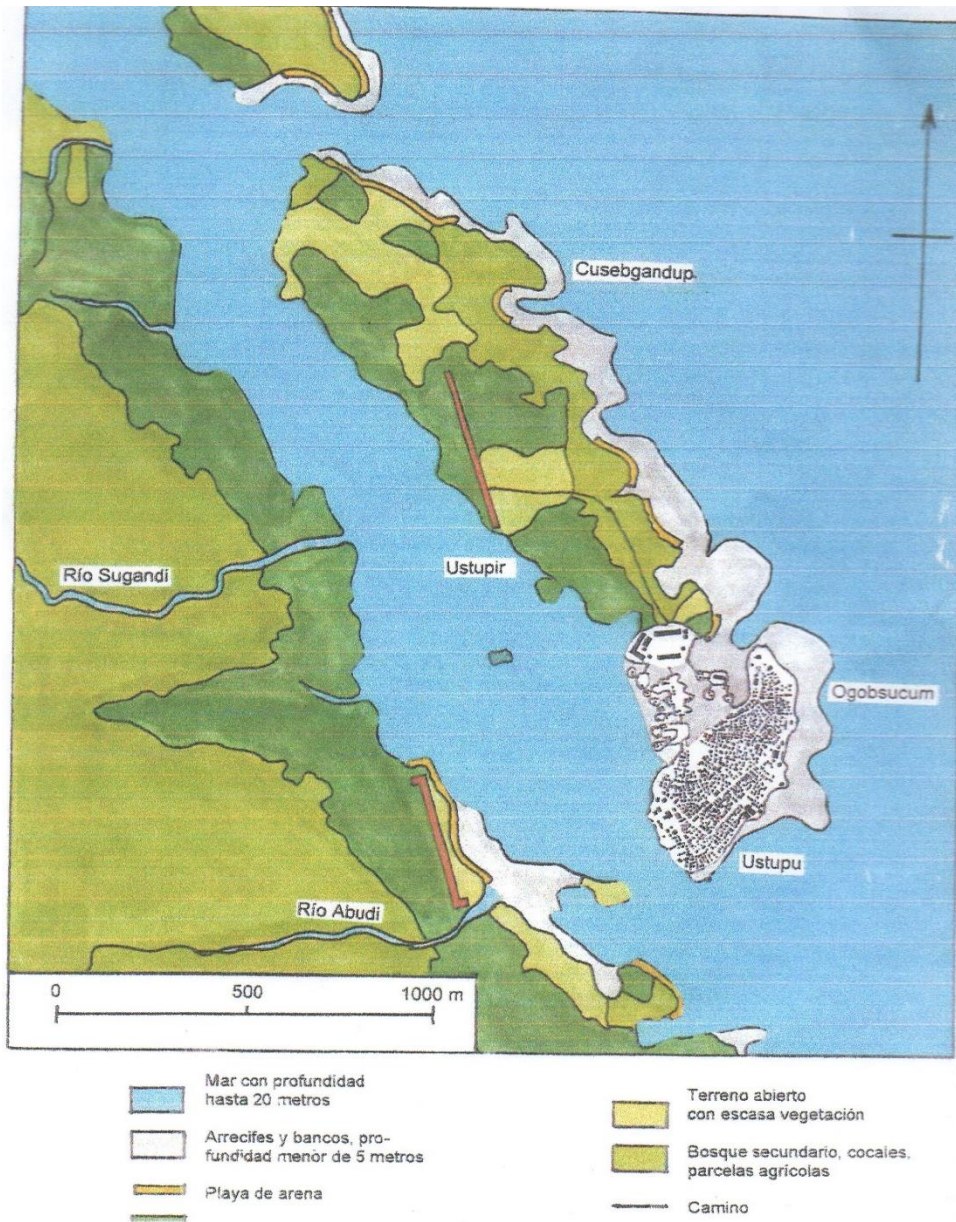 Cusebgandup
Ustupir
Río Sugandi
Ogobsucum
Ustupu
Río Abudi
0 500 1000 m
Mar con profundidad
hasta 20 metros
Arrecifes y bancos, pro-
fundidad menor de 5 metros
Playa de arena
Terreno abierto
con escasa vegetación
Bosque secundario, cocales,
parcelas agrícolas
Camino